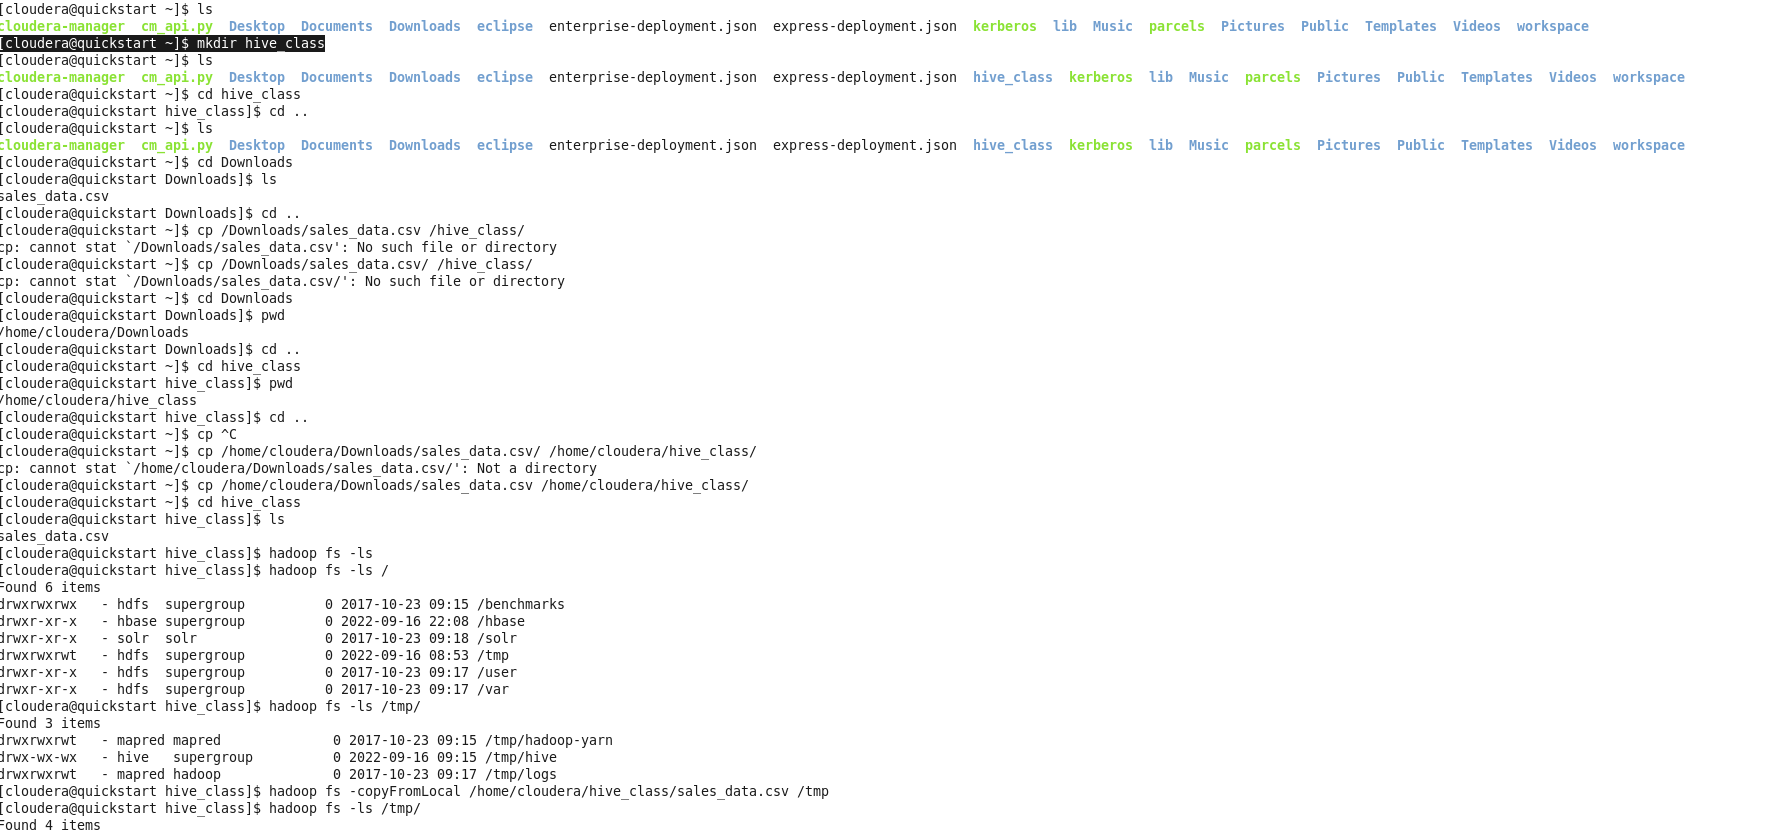 [cloudera@quickstart ~]$ ls
cloudera-manager  cm_api.py  Desktop  Documents  Downloads  eclipse  enterprise-deployment.json  express-deployment.json  kerberos  lib  Music  parcels  Pictures  Public  Templates  Videos  workspace
[cloudera@quickstart ~]$ mkdir hive_class
[cloudera@quickstart ~]$ ls
cloudera-manager  cm_api.py  Desktop  Documents  Downloads  eclipse  enterprise-deployment.json  express-deployment.json  hive_class  kerberos  lib  Music  parcels  Pictures  Public  Templates  Videos  workspace
[cloudera@quickstart ~]$ cd hive_class
[cloudera@quickstart hive_class]$ cd ..
[cloudera@quickstart ~]$ ls
cloudera-manager  cm_api.py  Desktop  Documents  Downloads  eclipse  enterprise-deployment.json  express-deployment.json  hive_class  kerberos  lib  Music  parcels  Pictures  Public  Templates  Videos  workspace
[cloudera@quickstart ~]$ cd Downloads
[cloudera@quickstart Downloads]$ ls
sales_data.csv
[cloudera@quickstart Downloads]$ cd ..
[cloudera@quickstart ~]$ cp /Downloads/sales_data.csv /hive_class/
cp: cannot stat `/Downloads/sales_data.csv': No such file or directory
[cloudera@quickstart ~]$ cp /Downloads/sales_data.csv/ /hive_class/
cp: cannot stat `/Downloads/sales_data.csv/': No such file or directory
[cloudera@quickstart ~]$ cd Downloads
[cloudera@quickstart Downloads]$ pwd
/home/cloudera/Downloads
[cloudera@quickstart Downloads]$ cd ..
[cloudera@quickstart ~]$ cd hive_class
[cloudera@quickstart hive_class]$ pwd
/home/cloudera/hive_class
[cloudera@quickstart hive_class]$ cd ..
[cloudera@quickstart ~]$ cp ^C
[cloudera@quickstart ~]$ cp /home/cloudera/Downloads/sales_data.csv/ /home/cloudera/hive_class/
cp: cannot stat `/home/cloudera/Downloads/sales_data.csv/': Not a directory
[cloudera@quickstart ~]$ cp /home/cloudera/Downloads/sales_data.csv /home/cloudera/hive_class/
[cloudera@quickstart ~]$ cd hive_class
[cloudera@quickstart hive_class]$ ls
sales_data.csv
[cloudera@quickstart hive_class]$ hadoop fs -ls
[cloudera@quickstart hive_class]$ hadoop fs -ls /
Found 6 items
drwxrwxrwx   - hdfs  supergroup          0 2017-10-23 09:15 /benchmarks
drwxr-xr-x   - hbase supergroup          0 2022-09-16 22:08 /hbase
drwxr-xr-x   - solr  solr                0 2017-10-23 09:18 /solr
drwxrwxrwt   - hdfs  supergroup          0 2022-09-16 08:53 /tmp
drwxr-xr-x   - hdfs  supergroup          0 2017-10-23 09:17 /user
drwxr-xr-x   - hdfs  supergroup          0 2017-10-23 09:17 /var
[cloudera@quickstart hive_class]$ hadoop fs -ls /tmp/
Found 3 items
drwxrwxrwt   - mapred mapred              0 2017-10-23 09:15 /tmp/hadoop-yarn
drwx-wx-wx   - hive   supergroup          0 2022-09-16 09:15 /tmp/hive
drwxrwxrwt   - mapred hadoop              0 2017-10-23 09:17 /tmp/logs
[cloudera@quickstart hive_class]$ hadoop fs -copyFromLocal /home/cloudera/hive_class/sales_data.csv /tmp
[cloudera@quickstart hive_class]$ hadoop fs -ls /tmp/
Found 4 items